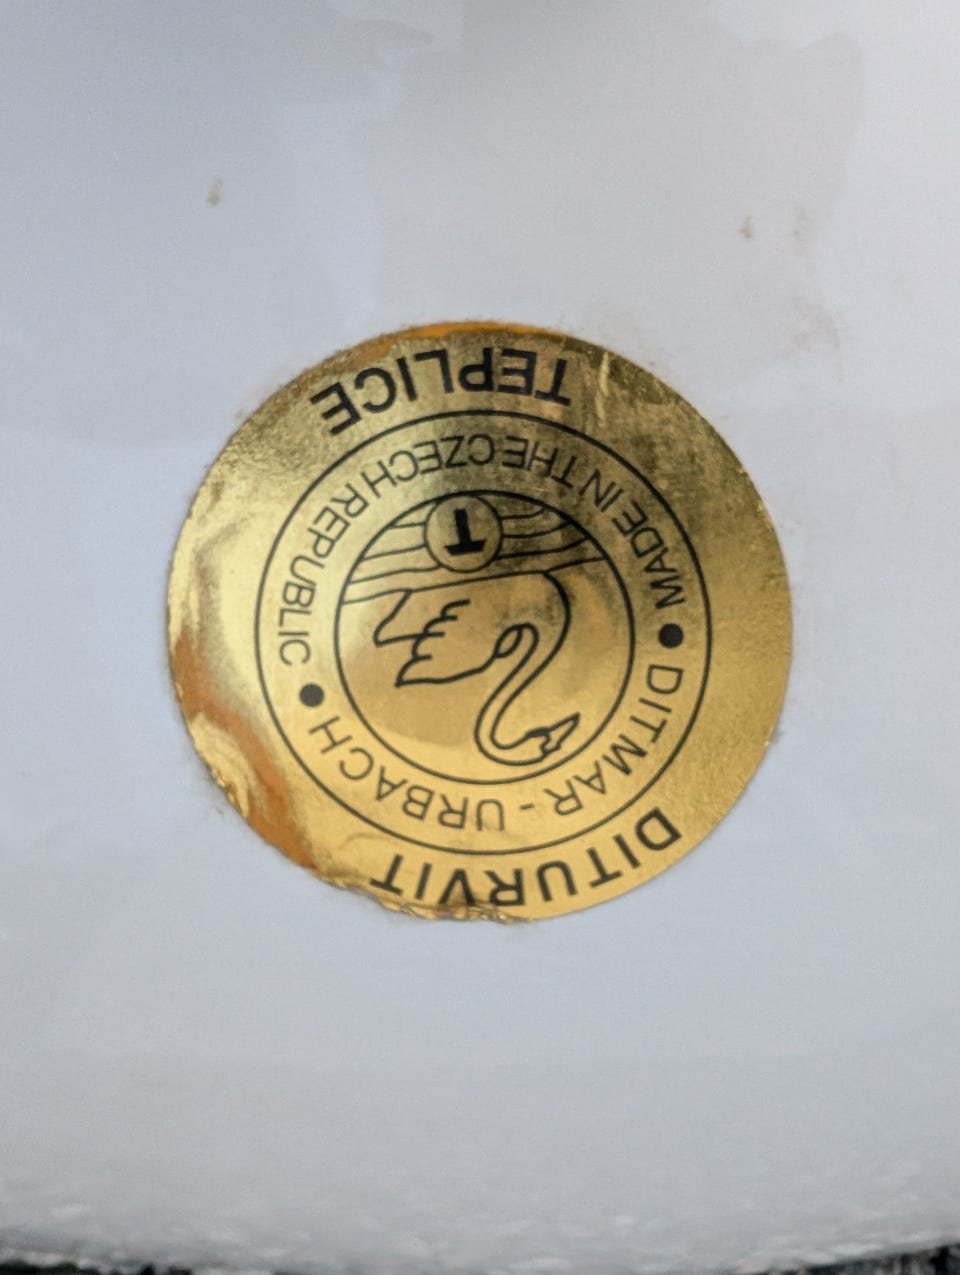 DITURVIT
DITMAR - URBACH
MADE IN THE CZECH REPUBLIC
T
TEPLICE